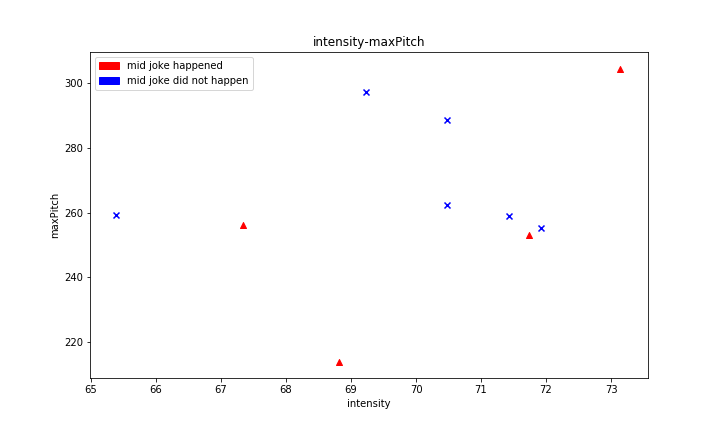 intensity-maxPitch
mid joke happened
mid joke did not happen
maxPitch
300
280
260
240
220
65
66
67
68
69
70
71
72
73
intensity